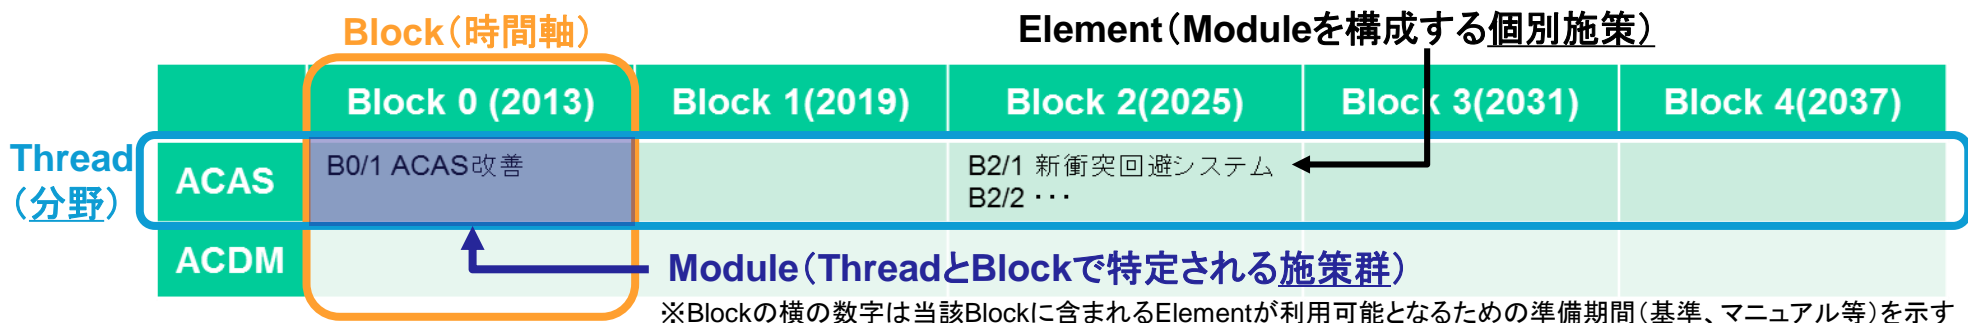 Block（時間軸）
Element（Moduleを構成する個別施策）
Block 0 (2013) Block 1(2019) Block 2(2025) Block 3(2031) Block 4(2037)
Thread
（分野）
ACAS
B0/1 ACAS改善
B2/1 新衝突回避システム
B2/2 ・・・
ACDM
Module（ThreadとBlockで特定される施策群）
※Blockの横の数字は当該Blockに含まれるElementが利用可能となるための準備期間（基準、マニュアル等）を示す